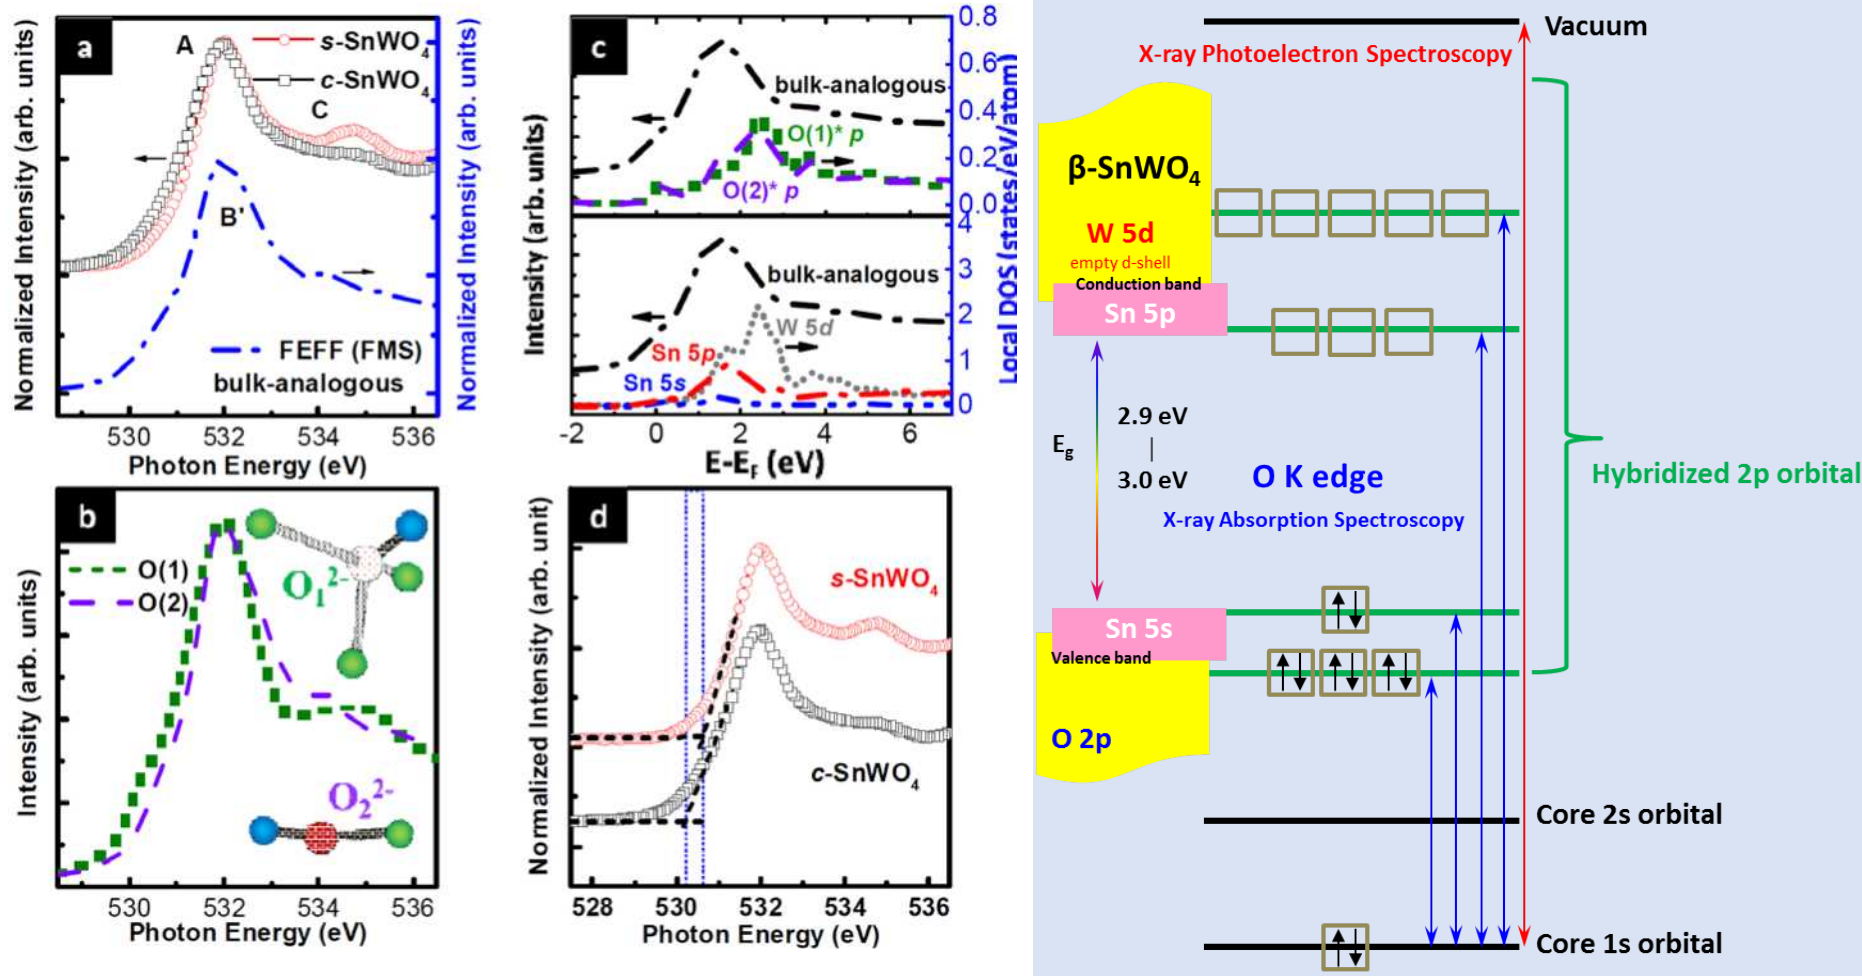 a
A
s-SnWO4
c-SnWO4
C
B'
FEFF (FMS)
bulk-analogous
Normalized Intensity (arb. units)
Normalized Intensity (arb. units)
530 532 534 536
Photon Energy (eV)
b
O(1)
O(2)
O1 2-
O2 2-
Intensity (arb. units)
530 532 534 536
Photon Energy (eV)
c
bulk-analogous
O(1)* p
O(2)* p
0.8
0.6
0.4
0.2
0.0
bulk-analogous
W 5d
Sn 5p
Sn 5s
4
3
2
1
0
Intensity (arb. units)
Local DOS (states/eV/atom)
-2 0 2 4 6
E-EF (eV)
d
s-SnWO4
c-SnWO4
Normalized Intensity (arb. unit)
528 530 532 534 536
Photon Energy (eV)
Vacuum
X-ray Photoelectron Spectroscopy
β-SnWO4
W 5d
empty d-shell
Conduction band
Sn 5p
Eg
2.9 eV
|
3.0 eV
O K edge
X-ray Absorption Spectroscopy
Hybridized 2p orbital
Sn 5s
Valence band
O 2p
Core 2s orbital
Core 1s orbital